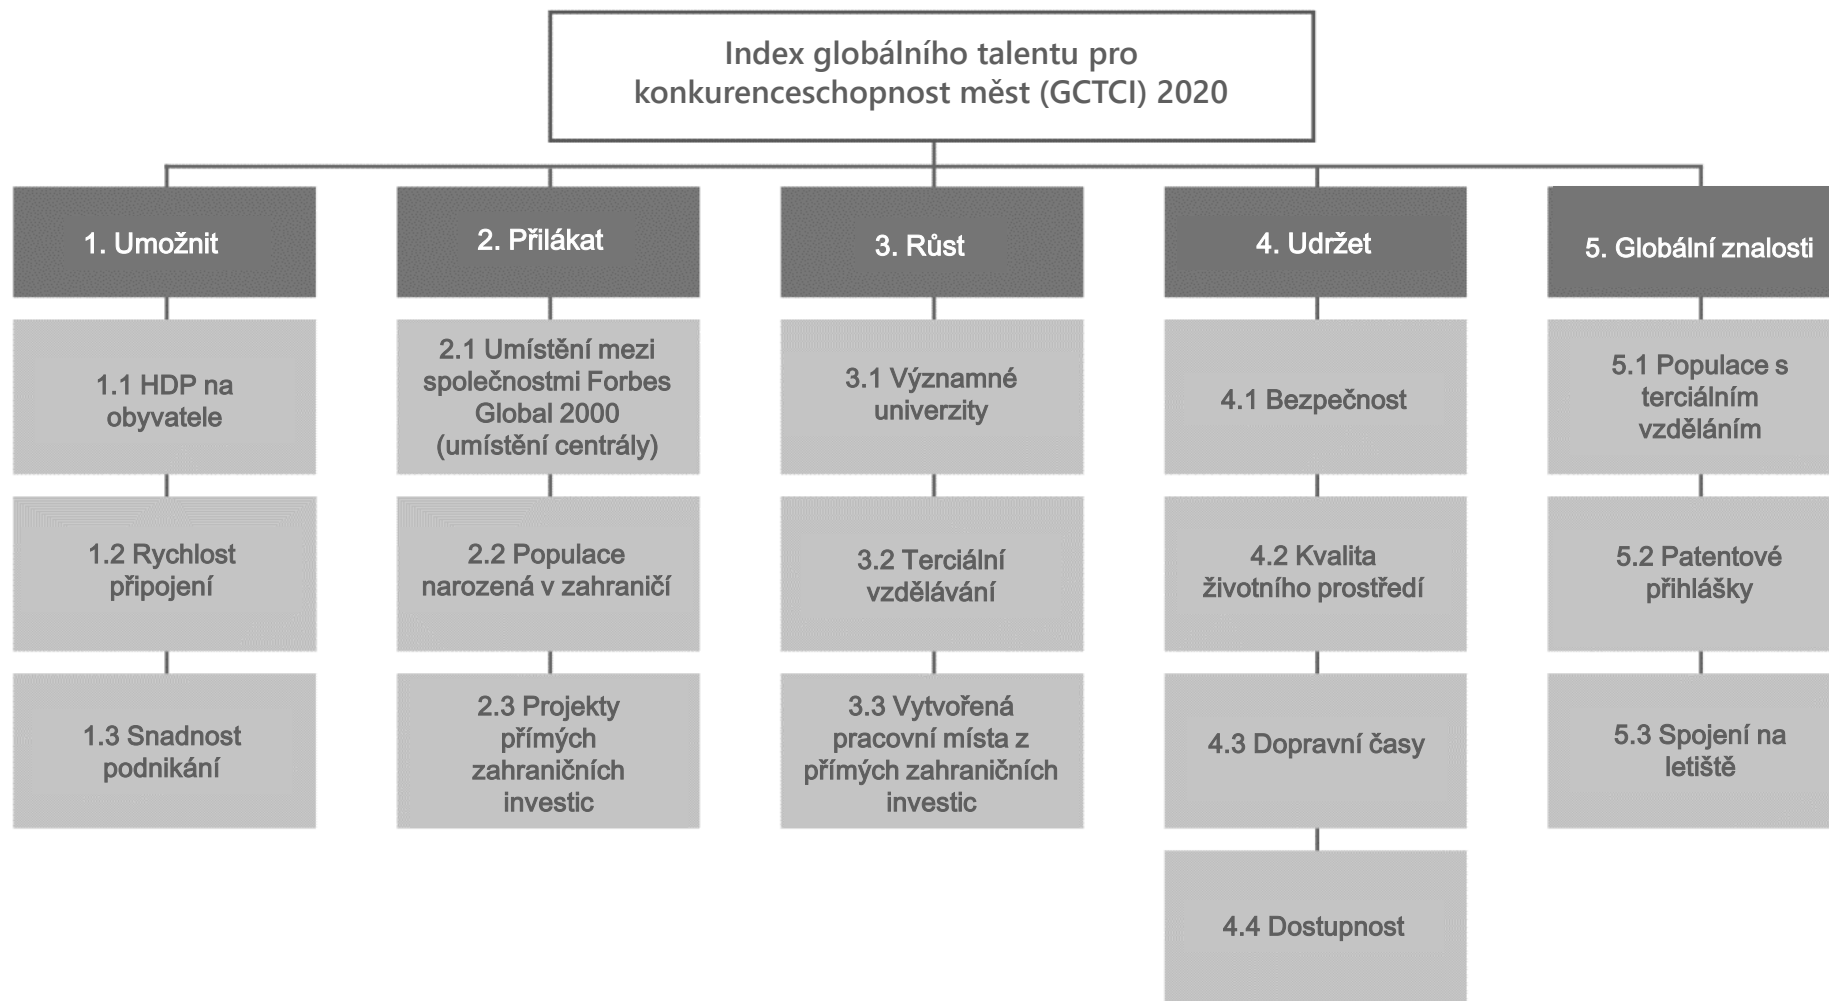 Index globálního talentu pro
konkurenceschopnost měst (GCTCI) 2020
1. Umožnit
2. Přilákat
3. Růst
4. Udržet
5. Globální znalosti
1.1 HDP na
obyvatele
2.1 Umístění mezi
společnostmi Forbes
Global 2000
(umístění centrály)
3.1 Významné
univerzity
4.1 Bezpečnost
5.1 Populace s
terciálním
vzděláním
1.2 Rychlost
připojení
2.2 Populace
narozená v zahraničí
3.2 Terciální
vzdělávání
4.2 Kvalita
životního prostředí
5.2 Patentové
přihlášky
1.3 Snadnost
podnikání
2.3 Projekty
přímých
zahraničních
investic
3.3 Vytvořená
pracovní místa z
přímých zahraničních
investic
4.3 Dopravní časy
5.3 Spojení na
letiště
4.4 Dostupnost